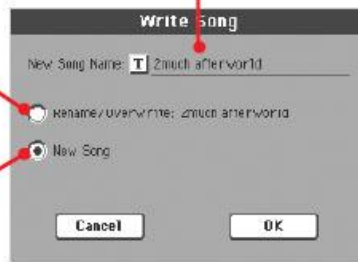 Write Song
New Song Name: T 2much afterworld
Rename/Overwrite: 2much afterworld
New Song
Cancel OK